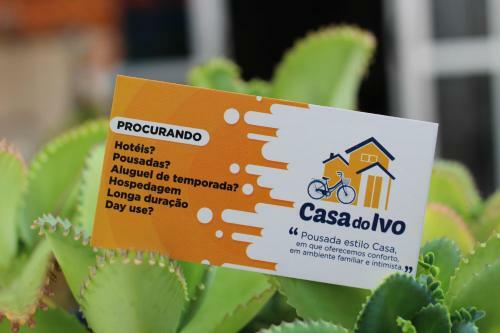 PROCURANDO
Hotéis?
Pousadas?
Aluguel de temporada?
Hospedagem
Longa duração
Day use?
Casa do Ivo
“ Pousada estilo Casa,
em que oferecemos conforto,
em ambiente familiar e intimista. „